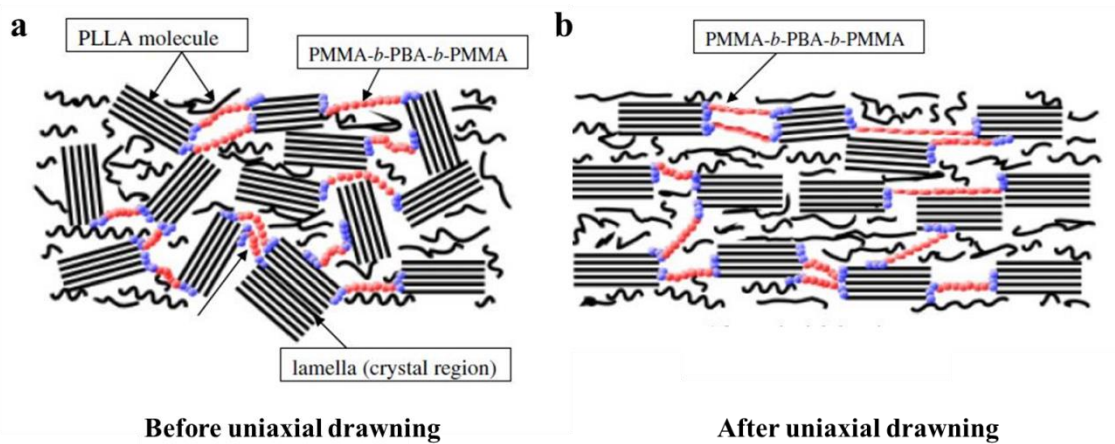 a
PLLA molecule
PMMA-b-PBA-b-PMMA
lamella (crystal region)
Before uniaxial drawning
b
PMMA-b-PBA-b-PMMA
After uniaxial drawning